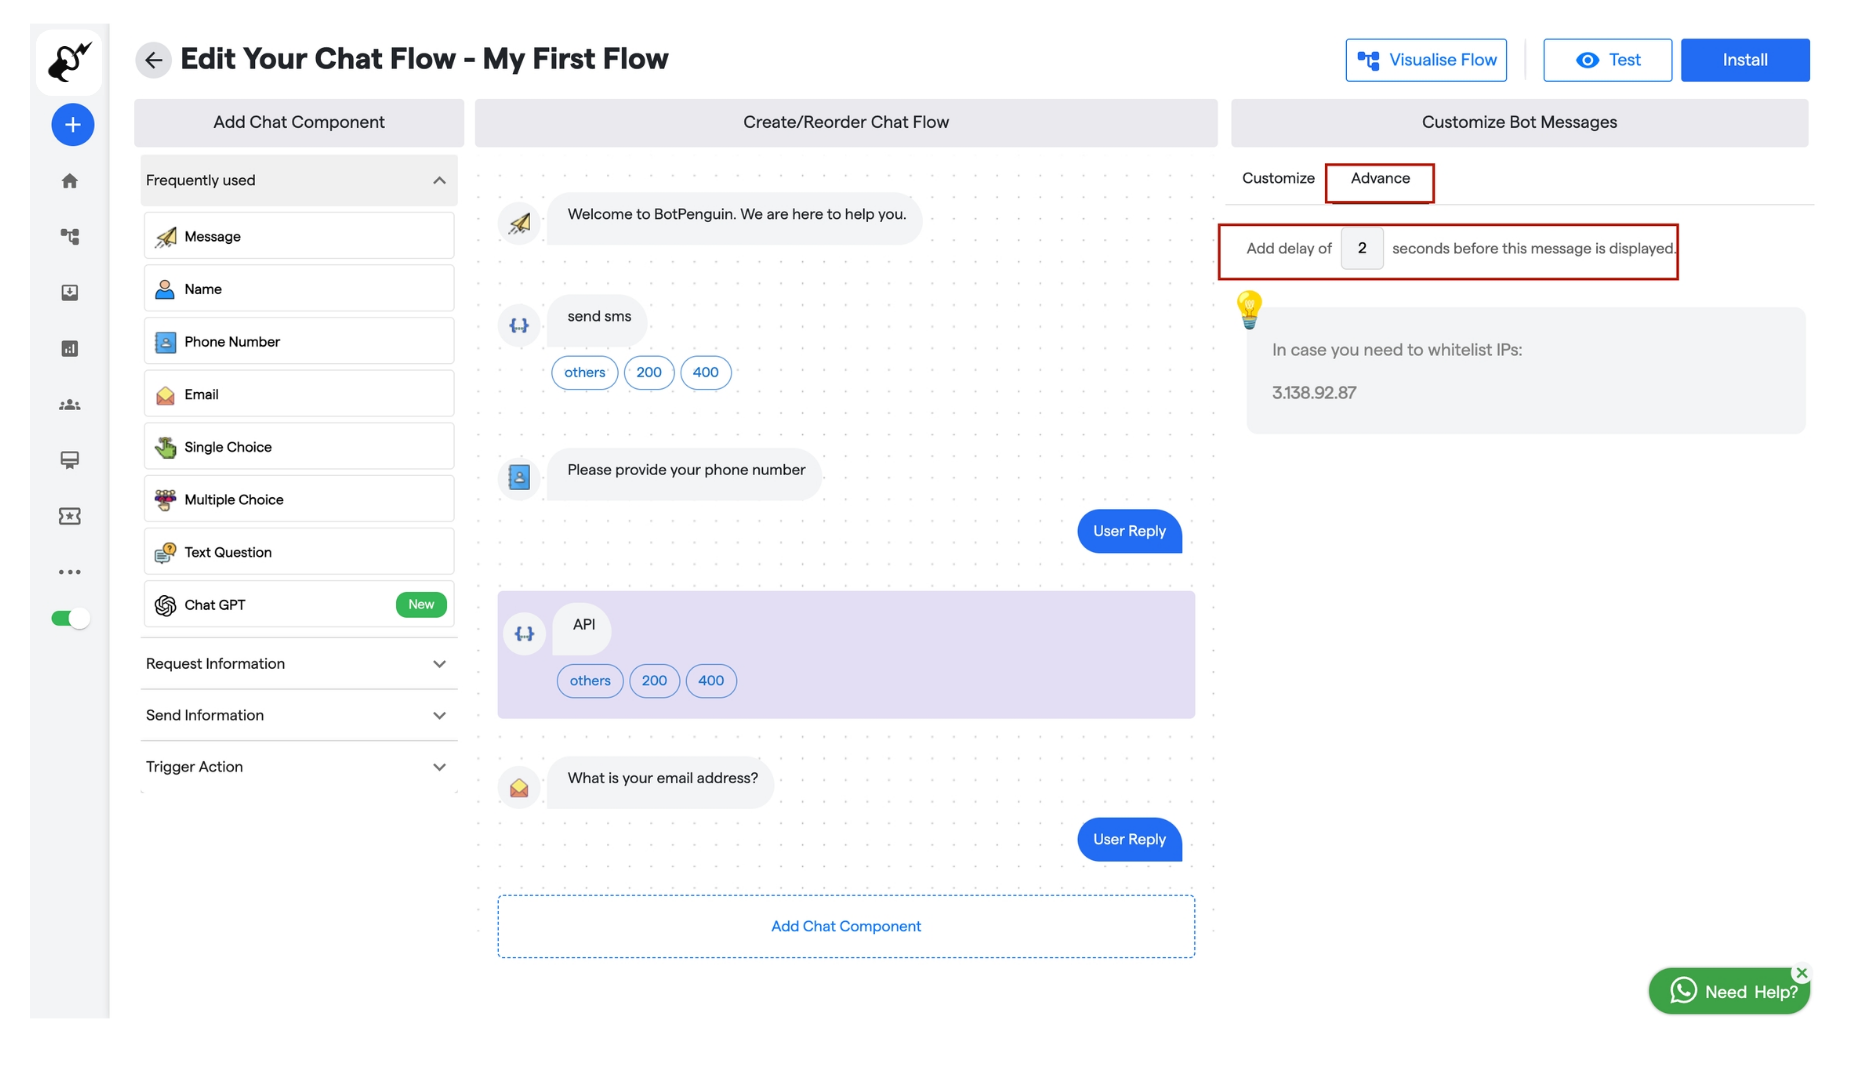 Edit Your Chat Flow - My First Flow
Visualise Flow
Test
Install
Add Chat Component
Create/Reorder Chat Flow
Customize Bot Messages
Frequently used
Message
Name
Phone Number
Email
Single Choice
Multiple Choice
Text Question
Chat GPT
New
Request Information
Send Information
Trigger Action
Welcome to BotPenguin. We are here to help you.
send sms
others
200
400
Please provide your phone number
User Reply
API
others
200
400
What is your email address?
User Reply
Add Chat Component
Customize
Advance
Add delay of 2 seconds before this message is displayed.
In case you need to whitelist IPs:
3.138.92.87
Need Help?